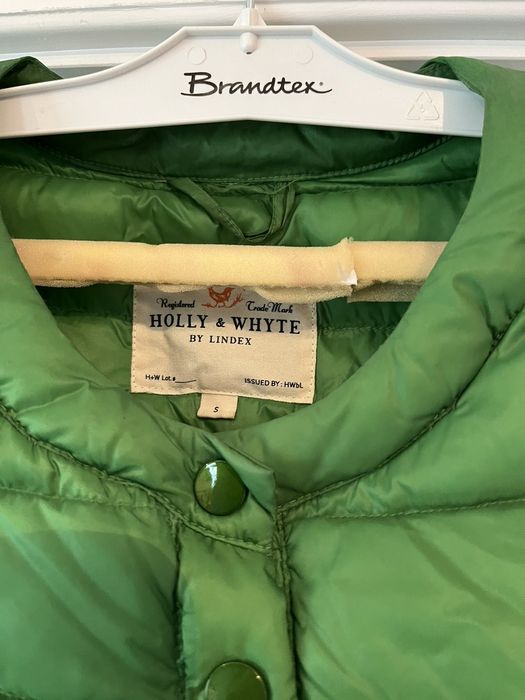 Brandtex
Registered Trade Mark
HOLLY & WHYTE
BY LINDEX
H+W Lot.# ISSUED BY: HWbL
S